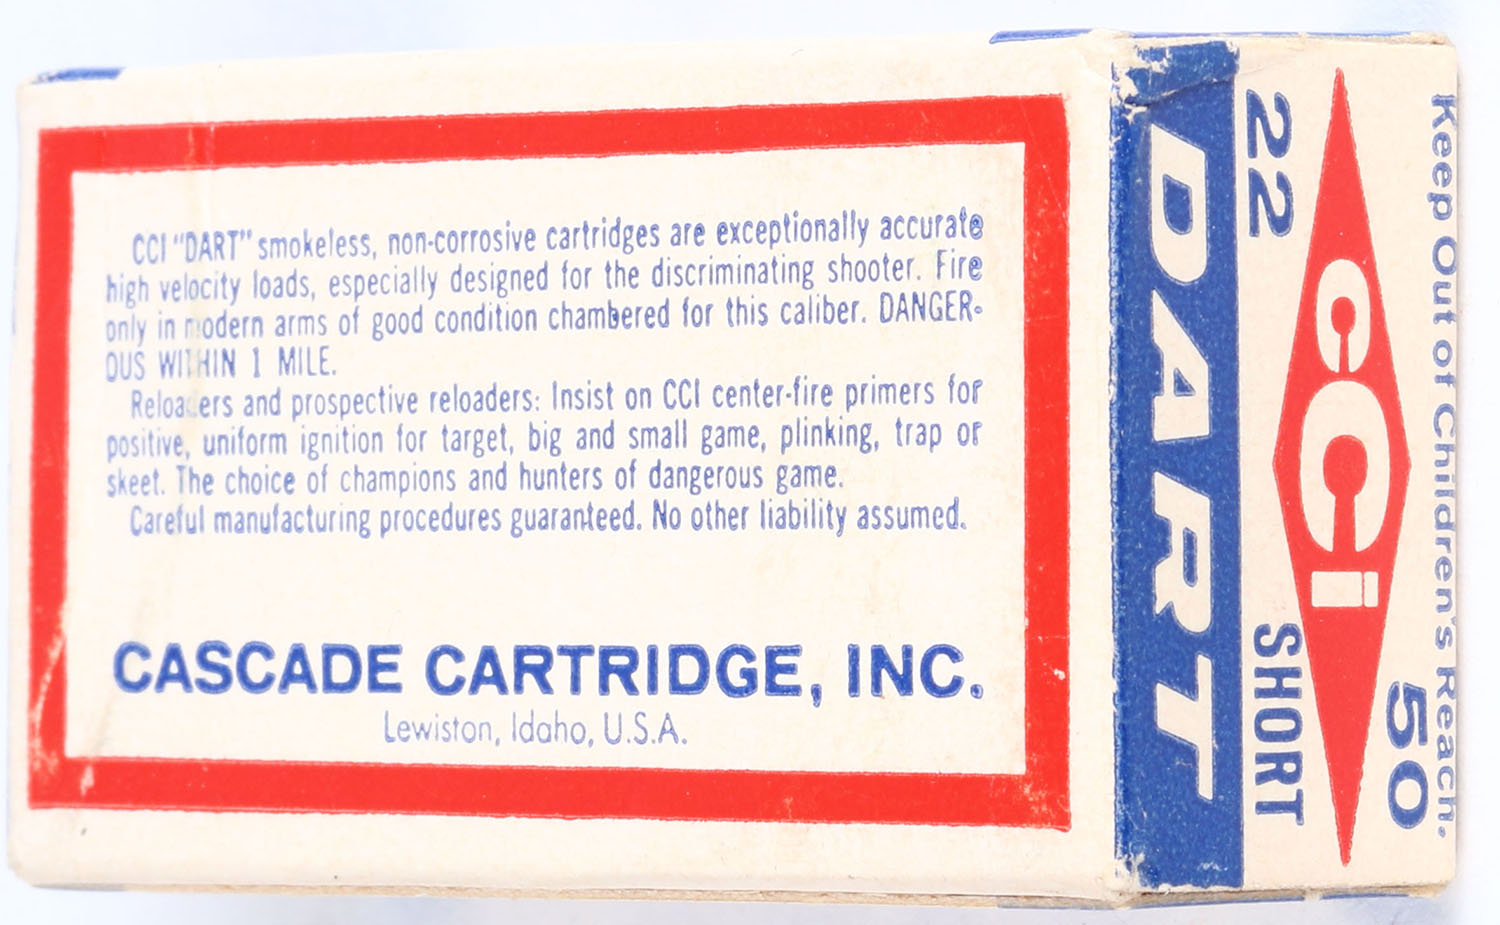 CCI "DART" smokeless, non-corrosive cartridges are exceptionally accurate
high velocity loads, especially designed for the discriminating shooter. Fire
only in modern arms of good condition chambered for this caliber. DANGER-
OUS WITHIN 1 MILE.
Reloaders and prospective reloaders: Insist on CCI center-fire primers for
positive, uniform ignition for target, big and small game, plinking, trap or
skeet. The choice of champions and hunters of dangerous game.
Careful manufacturing procedures guaranteed. No other liability assumed.
CASCADE CARTRIDGE, INC.
Lewiston, Idaho, U.S.A.
Keep Out of Children's Reach.
50
CCi
22 SHORT
DART